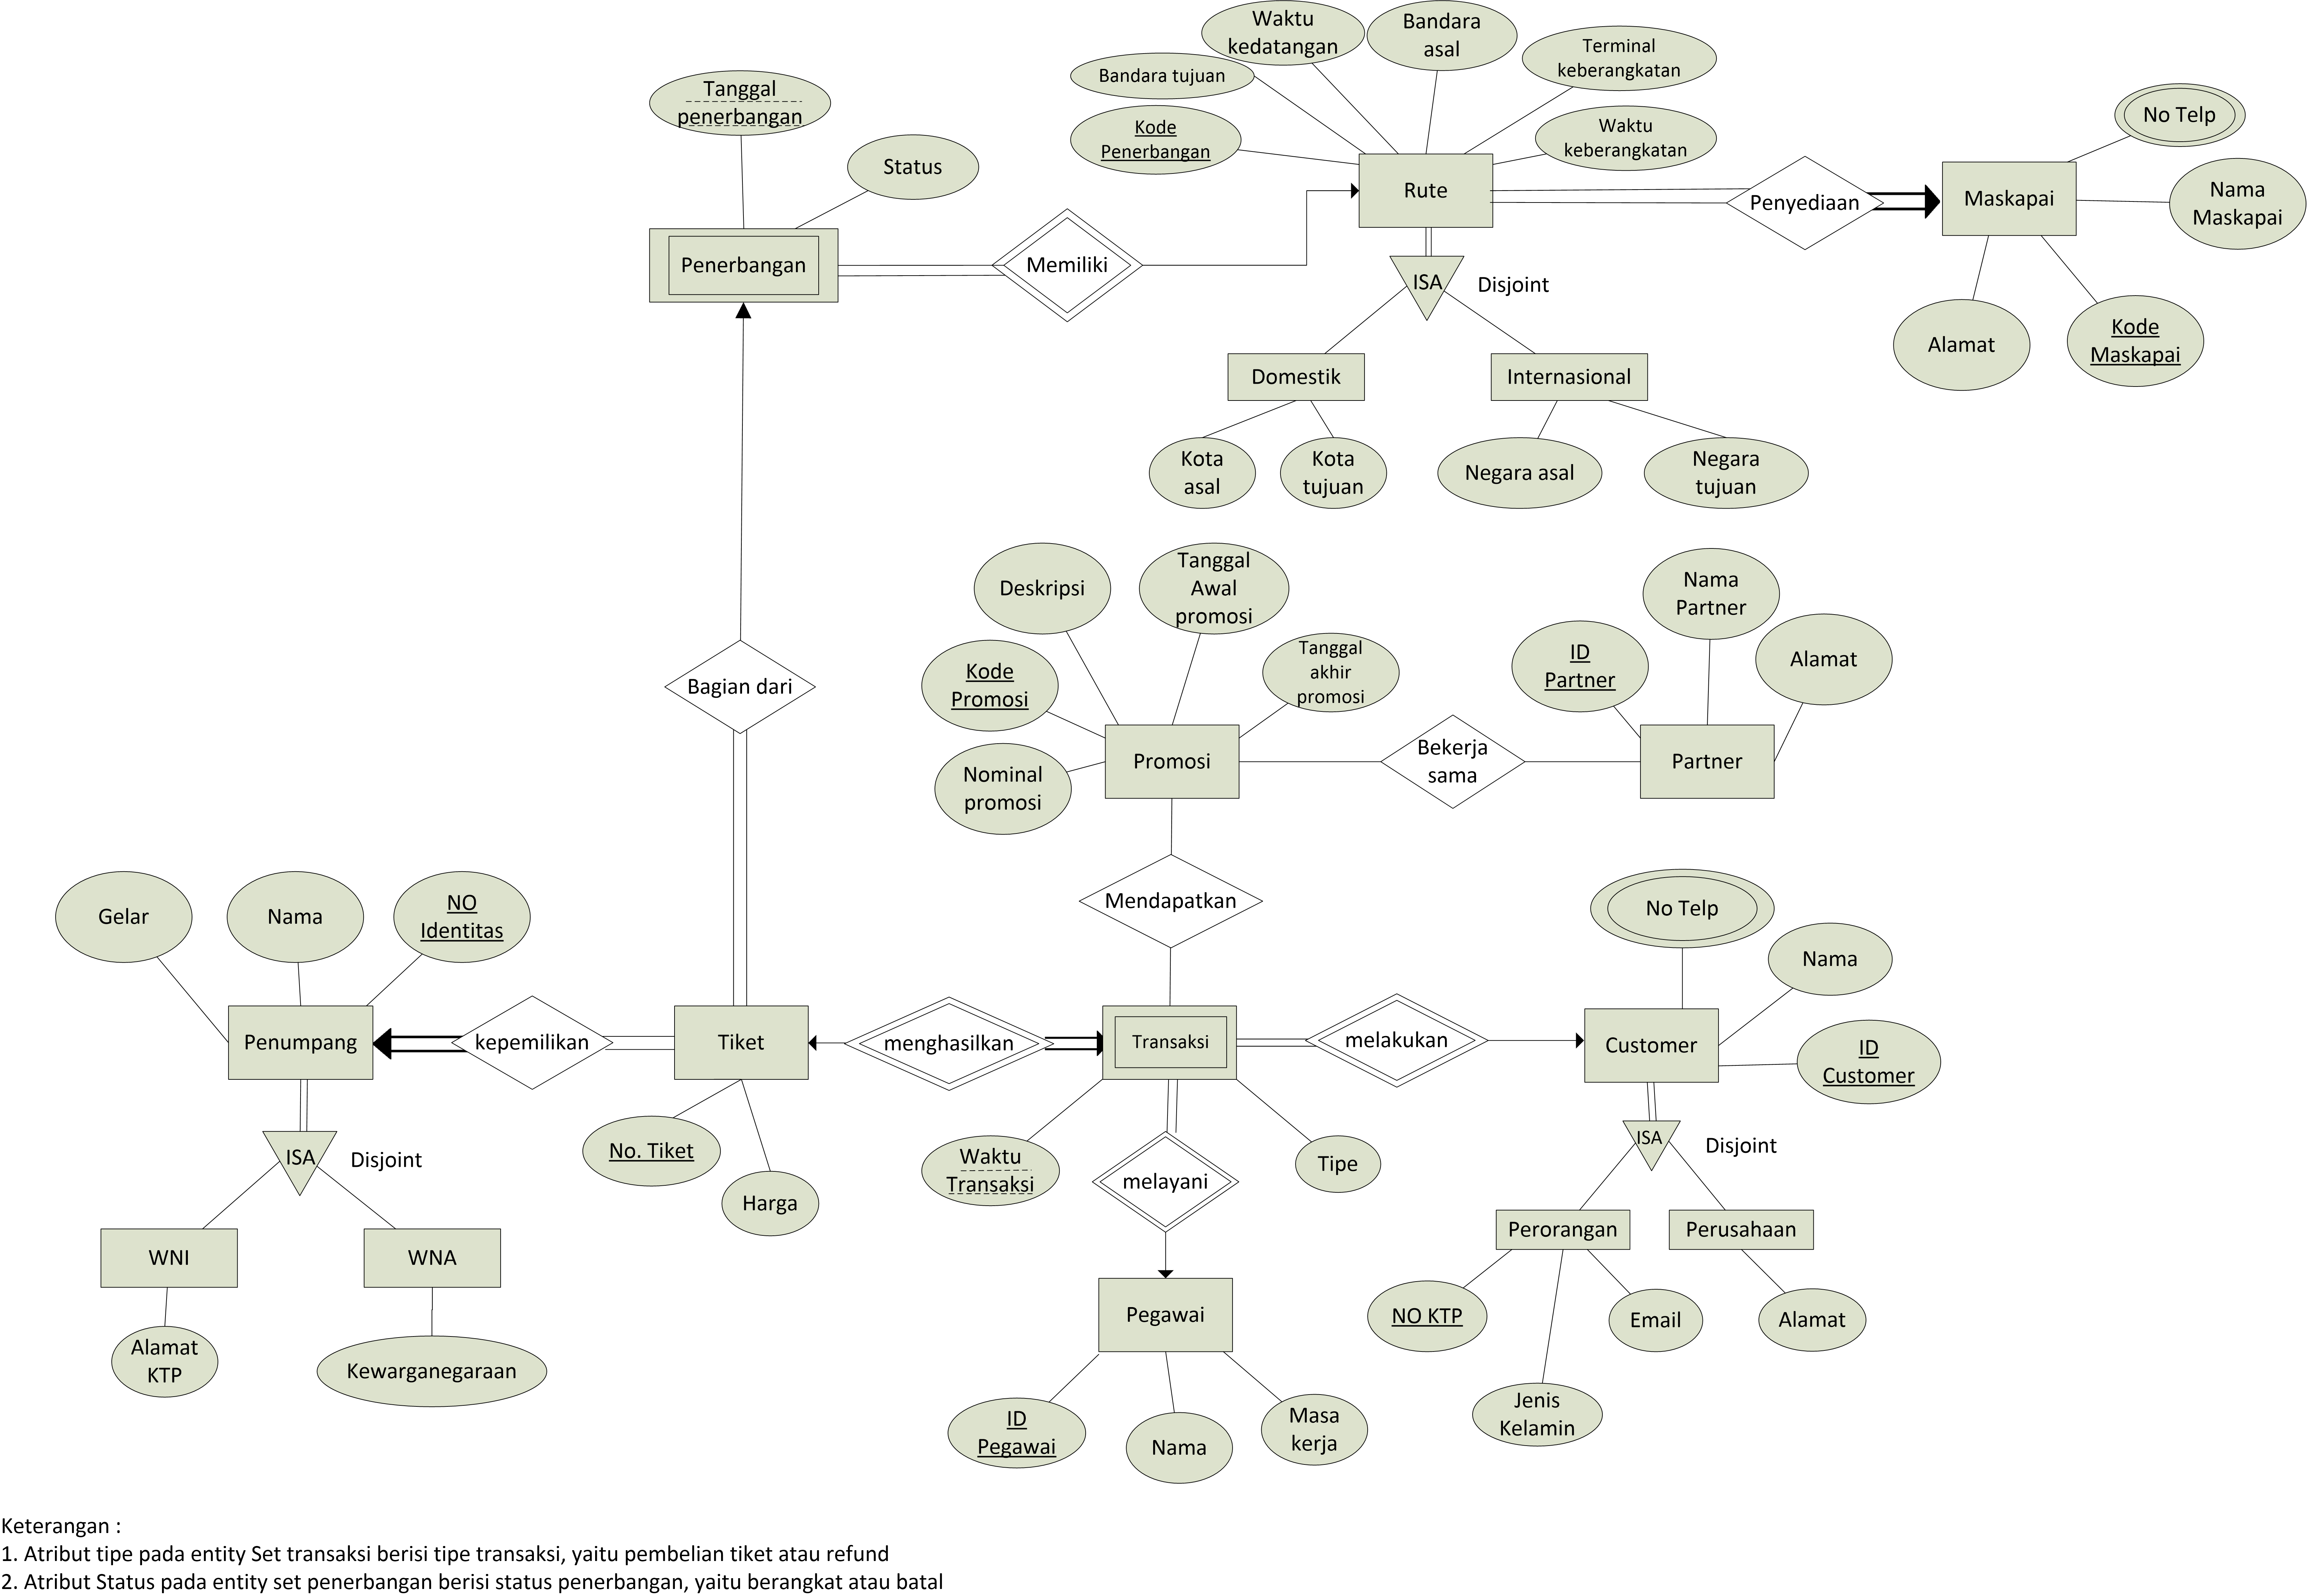 Waktu
kedatangan
Bandara
asal
Terminal
keberangkatan
Bandara tujuan
Tanggal
penerbangan
Kode
Penerbangan
Waktu
keberangkatan
No Telp
Status
Rute
Penyediaan
Maskapai
Nama
Maskapai
Penerbangan
Memiliki
ISA
Disjoint
Alamat
Kode
Maskapai
Domestik
Internasional
Kota
asal
Kota
tujuan
Negara asal
Negara
tujuan
Deskripsi
Tanggal
Awal
promosi
Nama
Partner
Kode
Promosi
Tanggal
akhir
promosi
ID
Partner
Alamat
Bagian dari
Nominal
promosi
Promosi
Bekerja
sama
Partner
Gelar
Nama
NO
Identitas
Mendapatkan
No Telp
Nama
Penumpang
kepemilikan
Tiket
menghasilkan
Transaksi
melakukan
Customer
ID
Customer
ISA
Disjoint
No. Tiket
Harga
Waktu
Transaksi
melayani
Tipe
ISA
Disjoint
WNI
WNA
Perorangan
Perusahaan
Alamat
KTP
Kewarganegaraan
Pegawai
NO KTP
Email
Alamat
Jenis
Kelamin
ID
Pegawai
Nama
Masa
kerja
Keterangan :
1. Atribut tipe pada entity Set transaksi berisi tipe transaksi, yaitu pembelian tiket atau refund
2. Atribut Status pada entity set penerbangan berisi status penerbangan, yaitu berangkat atau batal